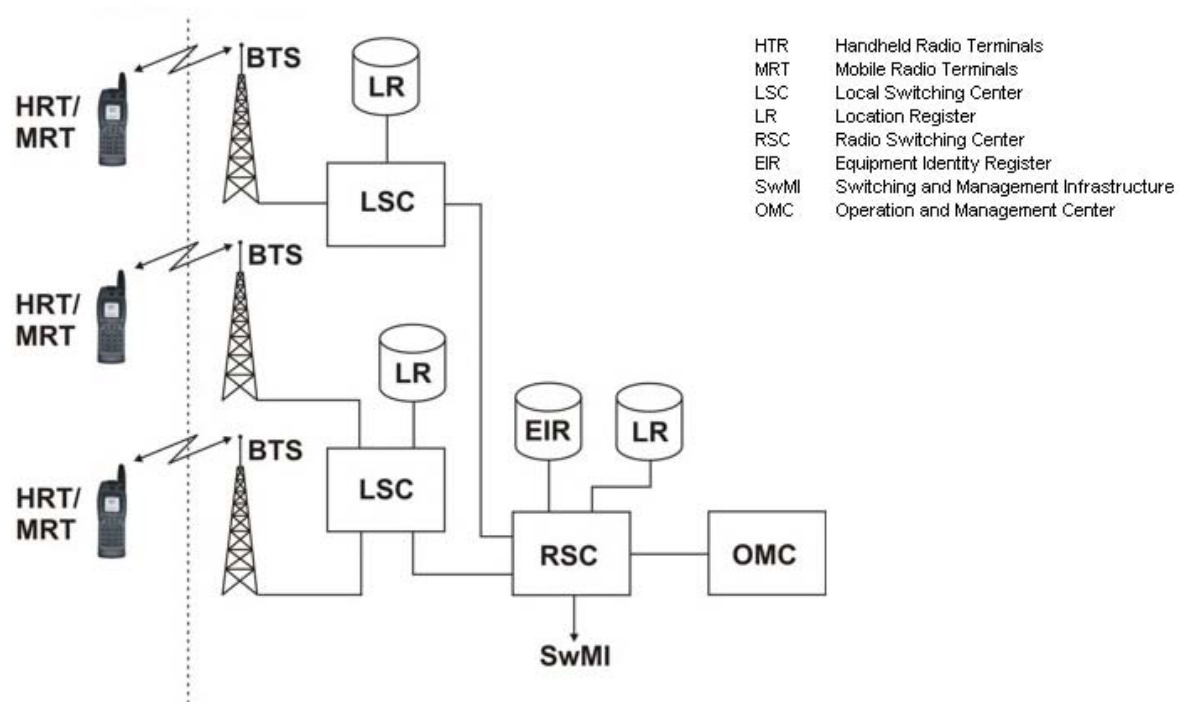 BTS
LR
HRT/
MRT
LSC
BTS
HRT/
MRT
LR
BTS
LSC
HRT/
MRT
EIR
LR
RSC
OMC
SwMI
HTR Handheld Radio Terminals
MRT Mobile Radio Terminals
LSC Local Switching Center
LR Location Register
RSC Radio Switching Center
EIR Equipment Identity Register
SwMI Switching and Management Infrastructure
OMC Operation and Management Center